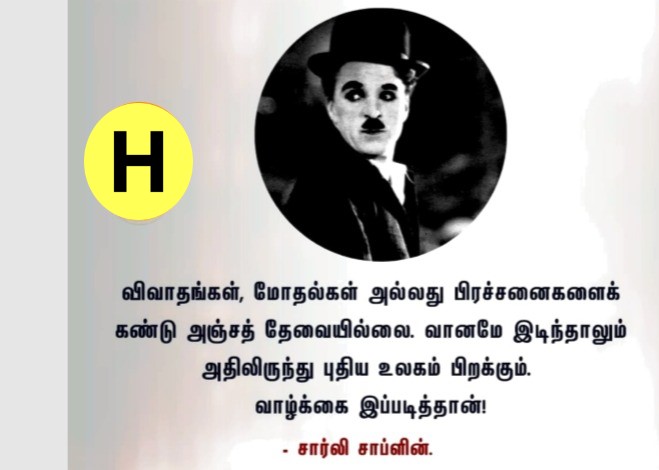 H
விவாதங்கள், மோதல்கள் அல்லது பிரச்சனைகளைக்
கண்டு அஞ்சத் தேவையில்லை. வானமே இடிந்தாலும்
அதிலிருந்து புதிய உலகம் பிறக்கும்.
வாழ்க்கை இப்படித்தான்!
- சார்லி சாப்ளின்.